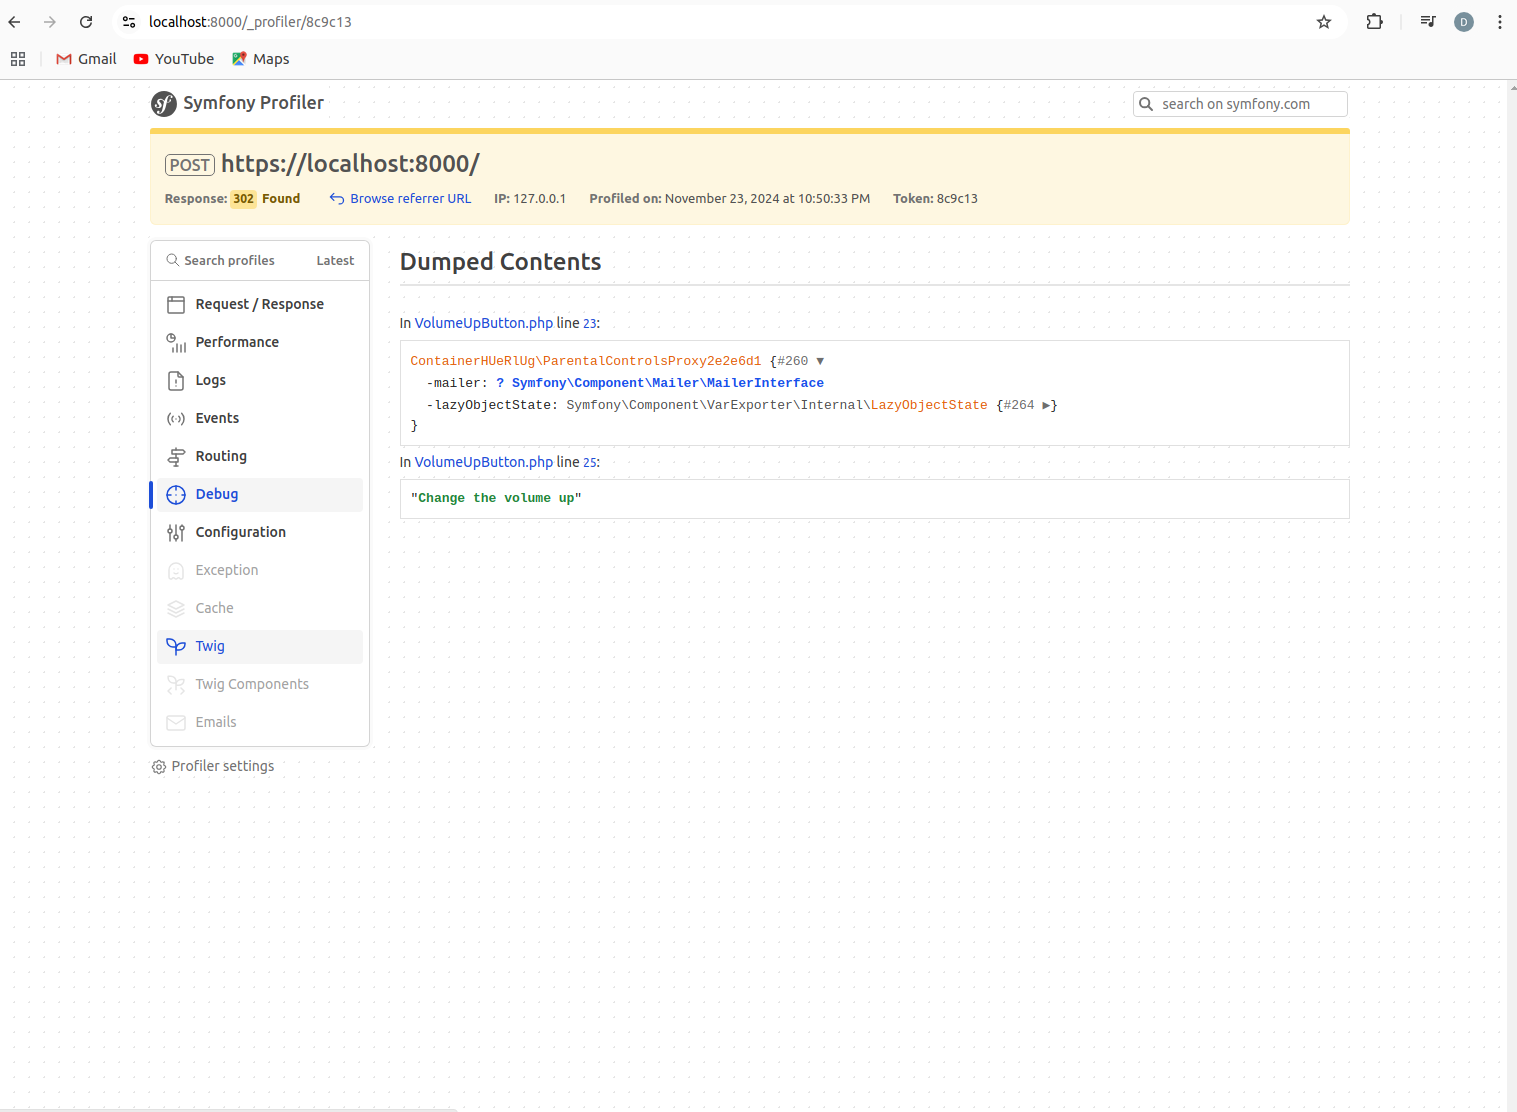 localhost:8000/_profiler/8c9c13
D
Gmail YouTube Maps
sf Symfony Profiler
search on symfony.com
POST https://localhost:8000/
Response: 302 Found Browse referrer URL IP: 127.0.0.1 Profiled on: November 23, 2024 at 10:50:33 PM Token: 8c9c13
Search profiles Latest
Request / Response
Performance
Logs
Events
Routing
Debug
Configuration
Exception
Cache
Twig
Twig Components
Emails
Profiler settings
Dumped Contents
In VolumeUpButton.php line 23:
ContainerHUeRlUg\ParentalControlsProxy2e2e6d1 {#260 ▼
-mailer: ? Symfony\Component\Mailer\MailerInterface
-lazyObjectState: Symfony\Component\VarExporter\Internal\LazyObjectState {#264 ▶}
}
In VolumeUpButton.php line 25:
"Change the volume up"